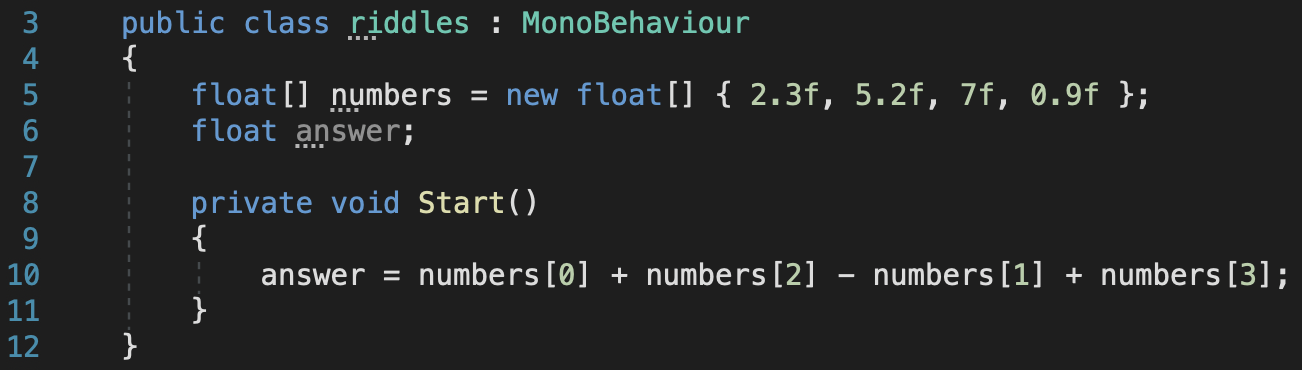 3 public class riddles : MonoBehaviour
4 {
5 float[] numbers = new float[] { 2.3f, 5.2f, 7f, 0.9f };
6 float answer;
7
8 private void Start()
9 {
10 answer = numbers[0] + numbers[2] - numbers[1] + numbers[3];
11 }
12 }